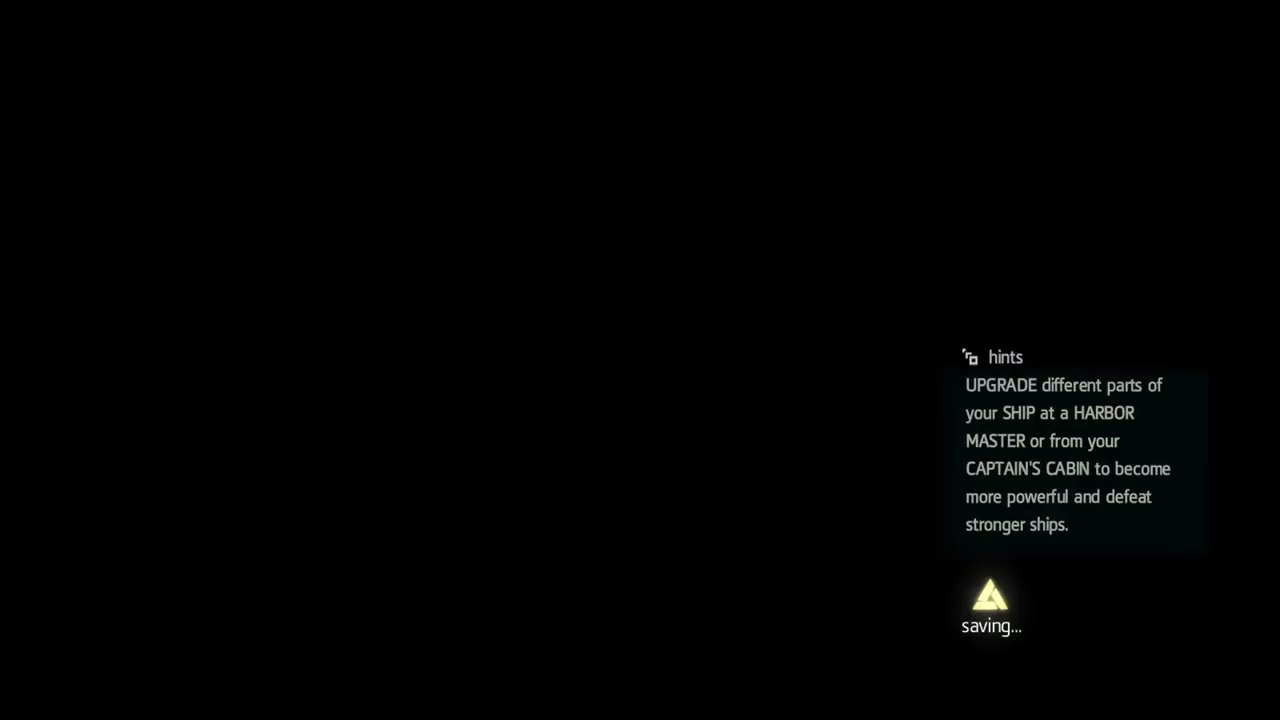 hints
UPGRADE different parts of
your SHIP at a HARBOR
MASTER or from your
CAPTAIN'S CABIN to become
more powerful and defeat
stronger ships.
saving...